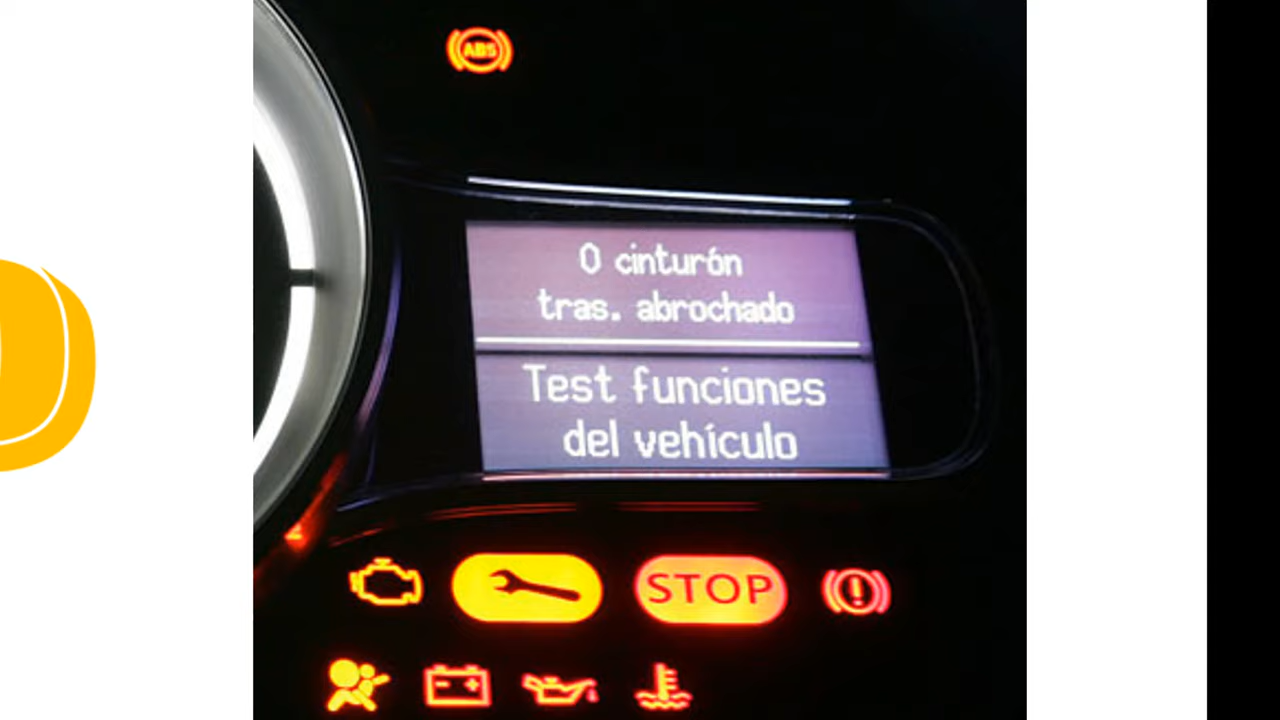 ABS
0 cinturón
tras. abrochado
Test funciones
del vehículo
STOP